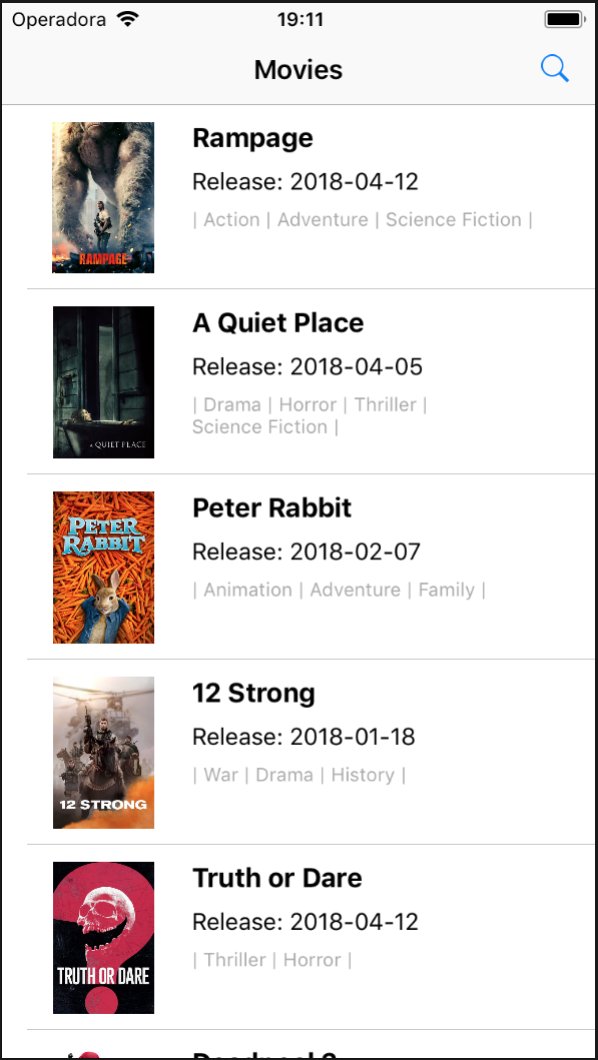 Operadora
19:11
Movies
RAMPAGE
Rampage
Release: 2018-04-12
| Action | Adventure | Science Fiction |
A QUIET PLACE
A Quiet Place
Release: 2018-04-05
| Drama | Horror | Thriller |
Science Fiction |
PETER
RABBIT
Peter Rabbit
Release: 2018-02-07
| Animation | Adventure | Family |
12 STRONG
12 Strong
Release: 2018-01-18
| War | Drama | History |
TRUTH OR DARE
Truth or Dare
Release: 2018-04-12
| Thriller | Horror |
Deadpool 2